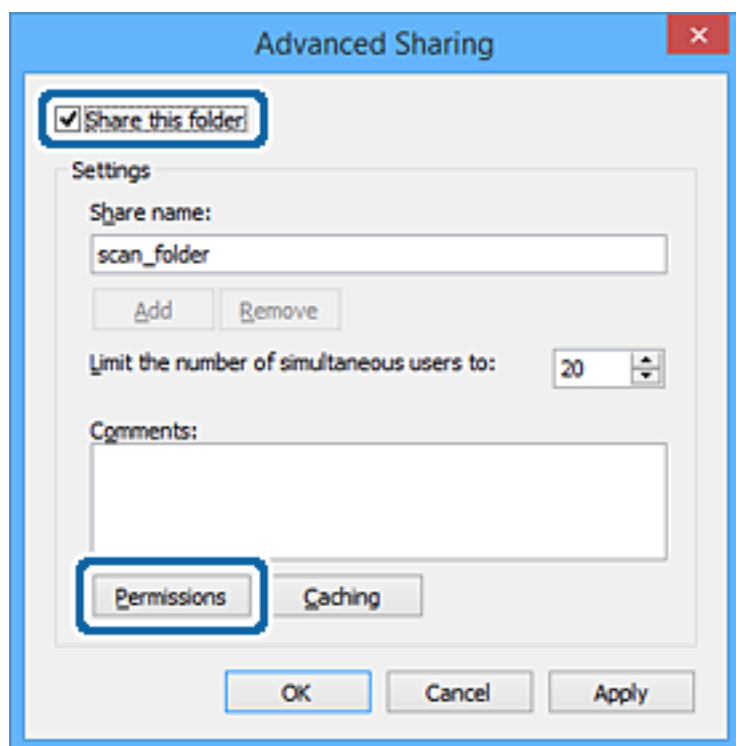 Advanced Sharing
Share this folder
Settings
Share name:
scan_folder
Add Remove
Limit the number of simultaneous users to: 20
Comments:
Permissions Caching
OK Cancel Apply